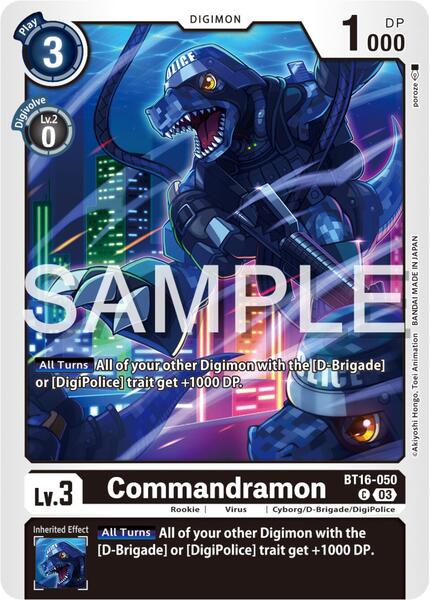 Play
3
DIGIMON
1000
DP
Digivolve
Lv.2
0
poroze
POLICE
SAMPLE
All Turns All of your other Digimon with the [D-Brigade]
or [DigiPolice] trait get +1000 DP.
©Akiyoshi Hongo, Toei Animation BANDAI MADE IN JAPAN
Lv.3
Commandramon
BT16-050
C 03
Rookie | Virus | Cyborg/D-Brigade/DigiPolice
Inherited Effect
All Turns All of your other Digimon with the
[D-Brigade] or [DigiPolice] trait get +1000 DP.